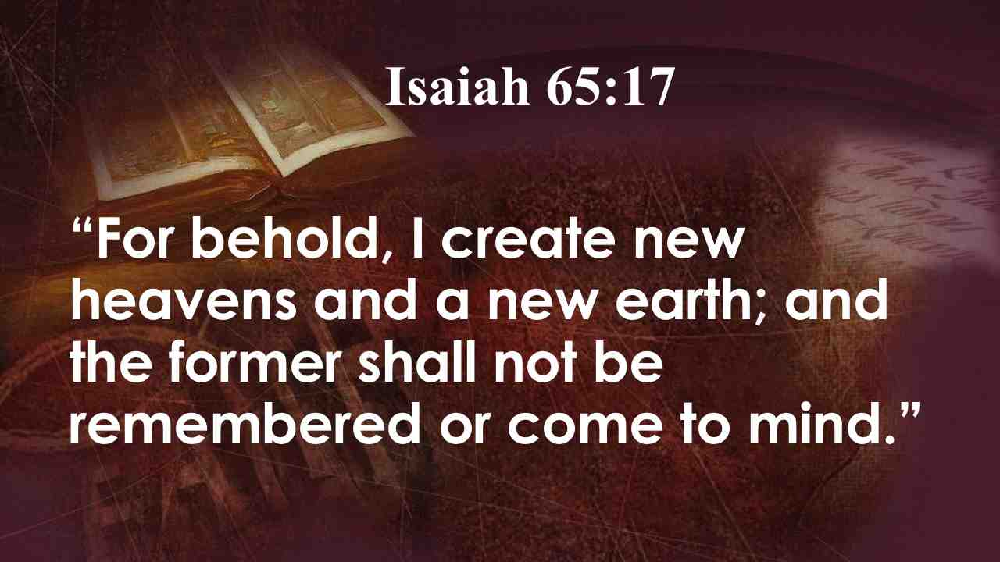 Isaiah 65:17
“For behold, I create new
heavens and a new earth; and
the former shall not be
remembered or come to mind.”